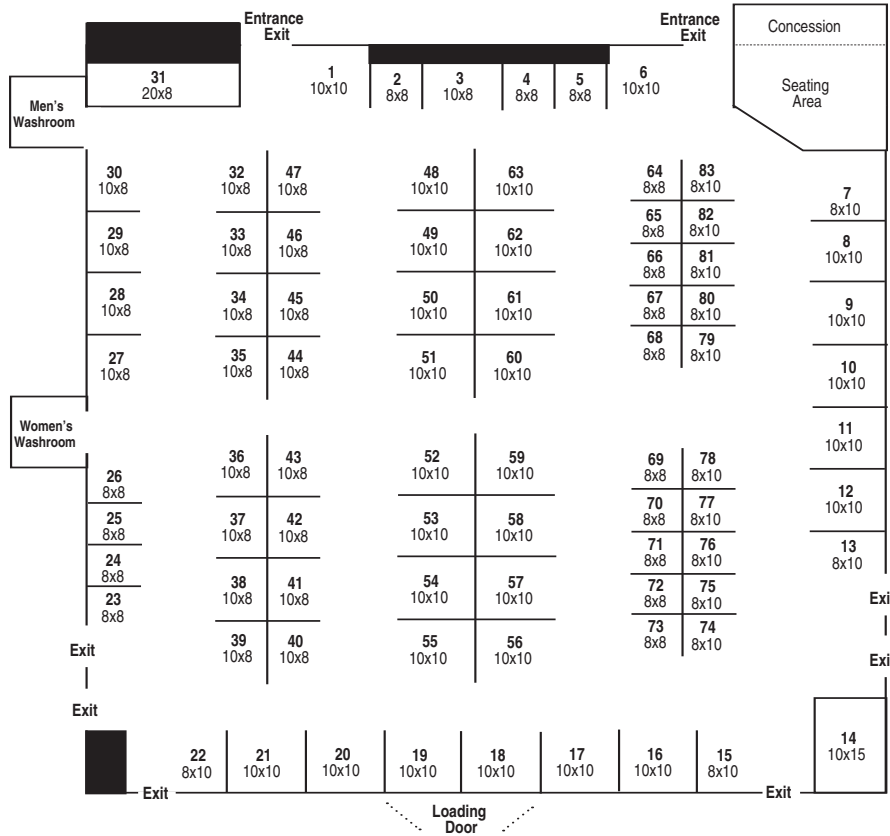 Entrance
Exit
Entrance
Exit
Concession
Seating
Area
31
20x8
1
10x10
2
8x8
3
10x8
4
8x8
5
8x8
6
10x10
Men's
Washroom
30
10x8
32
10x8
47
10x8
48
10x10
63
10x10
64
8x8
83
8x10
7
8x10
29
10x8
33
10x8
46
10x8
49
10x10
62
10x10
65
8x8
82
8x10
8
10x10
66
8x8
81
8x10
28
10x8
34
10x8
45
10x8
50
10x10
61
10x10
67
8x8
80
8x10
9
10x10
27
10x8
35
10x8
44
10x8
51
10x10
60
10x10
68
8x8
79
8x10
10
10x10
Women's
Washroom
11
10x10
26
8x8
36
10x8
43
10x8
52
10x10
59
10x10
69
8x8
78
8x10
12
10x10
25
8x8
37
10x8
42
10x8
53
10x10
58
10x10
70
8x8
77
8x10
13
8x10
24
8x8
71
8x8
76
8x10
23
8x8
38
10x8
41
10x8
54
10x10
57
10x10
72
8x8
75
8x10
Exi
Exit
39
10x8
40
10x8
55
10x10
56
10x10
73
8x8
74
8x10
Exi
Exit
22
8x10
21
10x10
20
10x10
19
10x10
18
10x10
17
10x10
16
10x10
15
8x10
14
10x15
Exit
Exit
Loading
Door